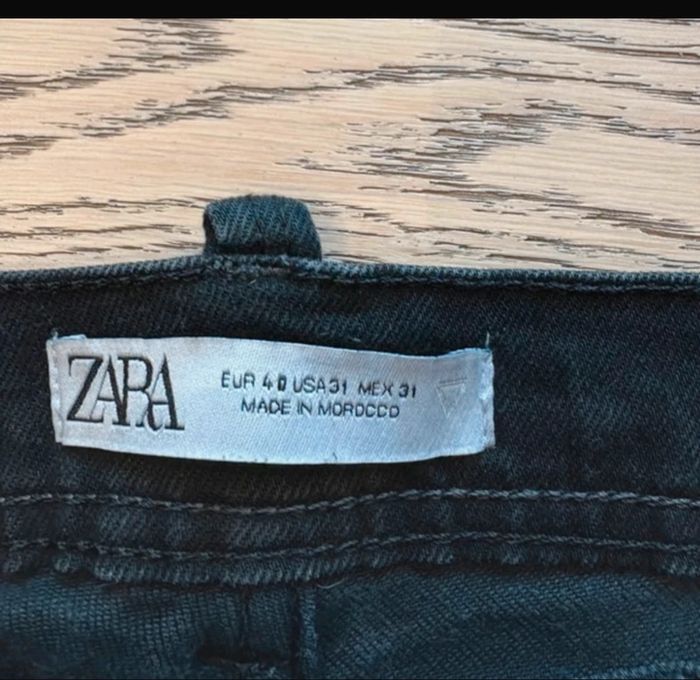 ZARA
EUR 40 USA 31 MEX 31
MADE IN MOROCCO